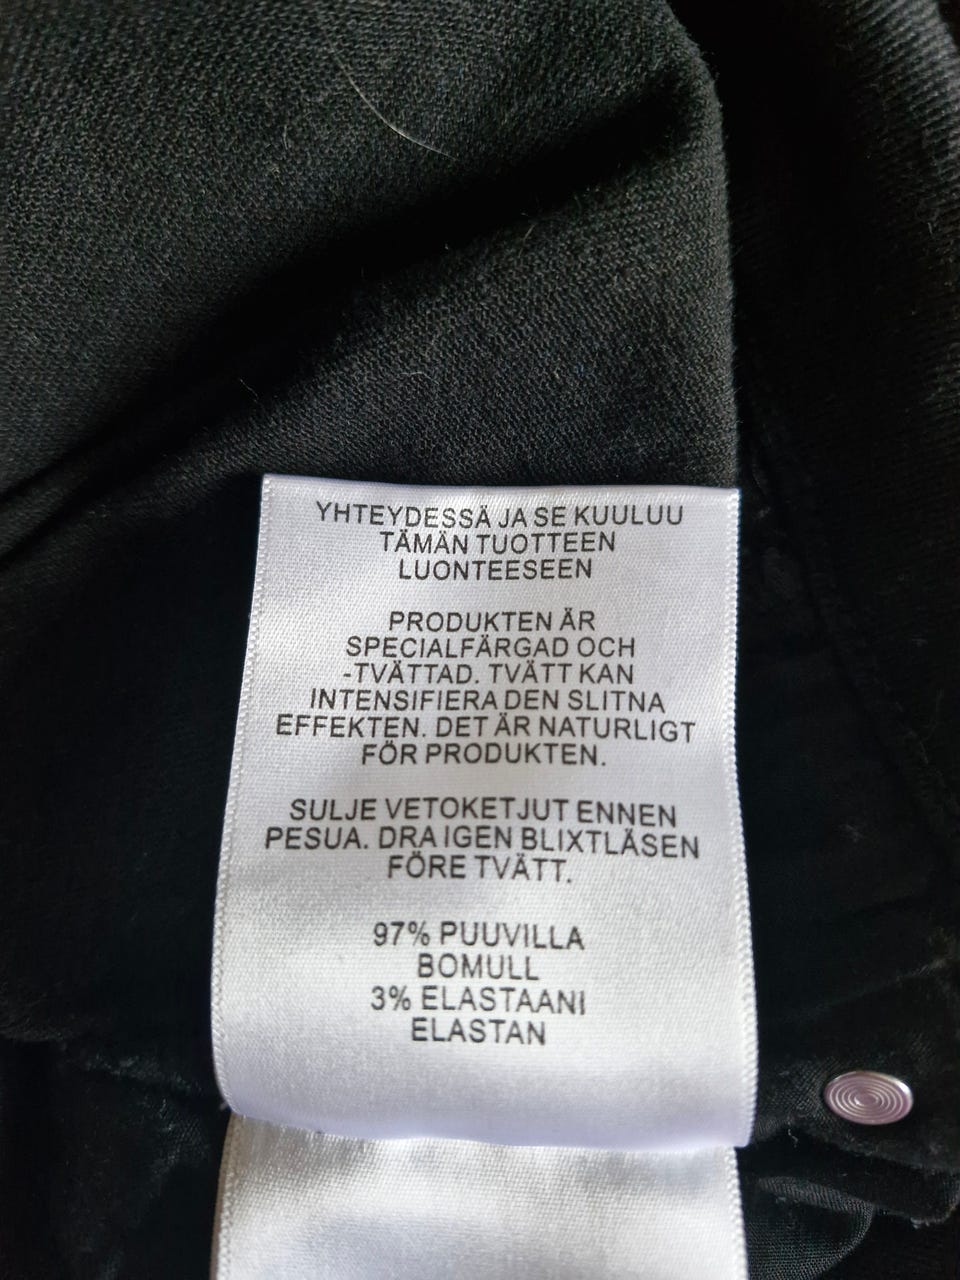 YHTEYDESSÄ JA SE KUULUU
TÄMÄN TUOTTEEN
LUONTEESEEN
PRODUKTEN ÄR
SPECIALFÄRGAD OCH
-TVÄTTAD. TVÄTT KAN
INTENSIFIERA DEN SLITNA
EFFEKTEN. DET ÄR NATURLIGT
FÖR PRODUKTEN.
SULJE VETOKETJUT ENNEN
PESUA. DRA IGEN BLIXTLÅSEN
FÖRE TVÄTT.
97% PUUVILLA
BOMULL
3% ELASTAANI
ELASTAN